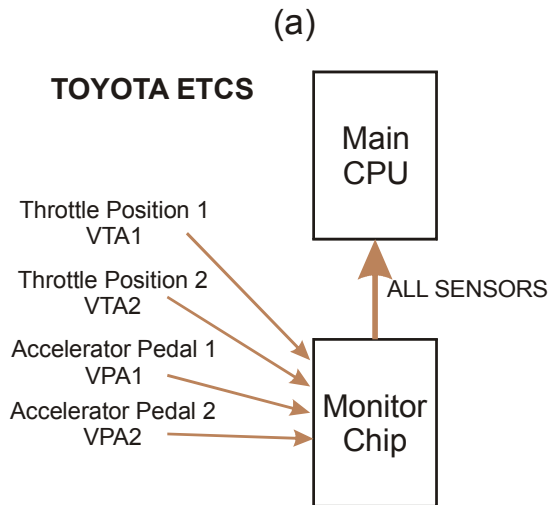 (a)
TOYOTA ETCS
Main
CPU
Throttle Position 1
VTA1
Throttle Position 2
VTA2
ALL SENSORS
Accelerator Pedal 1
VPA1
Accelerator Pedal 2
VPA2
Monitor
Chip